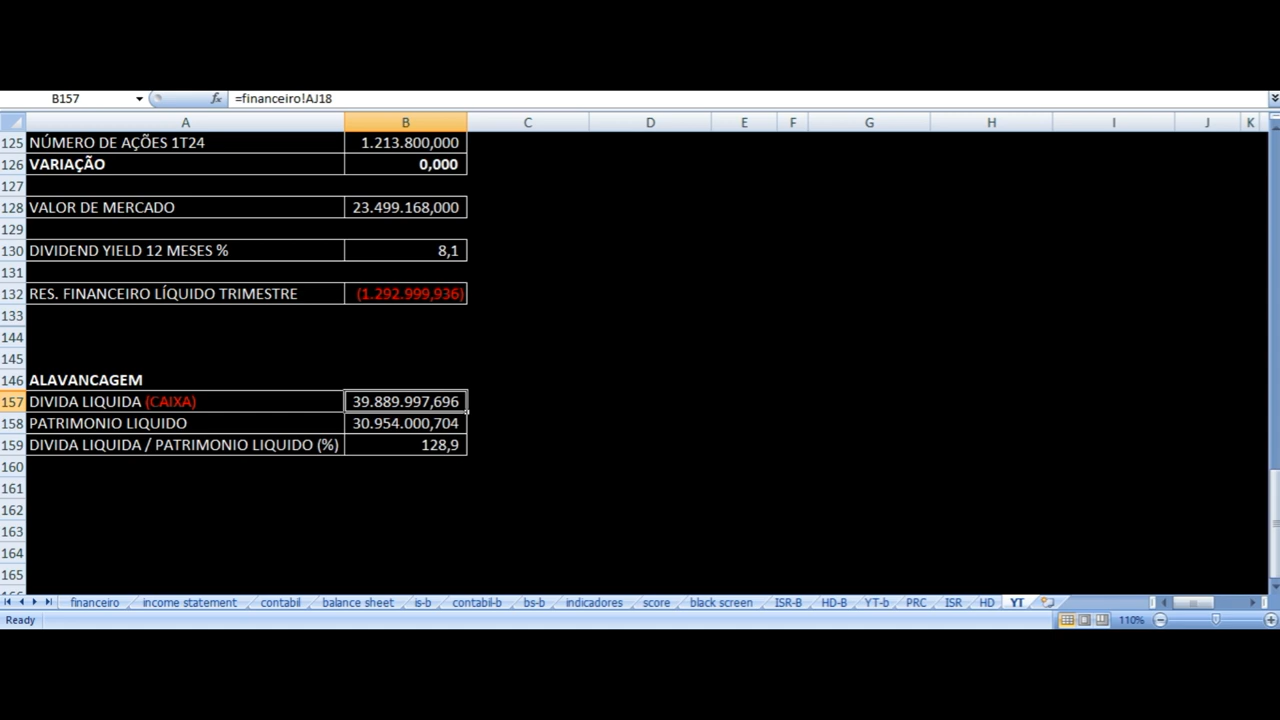 B157 fx =financeiro!AJ18
A B C D E F G H I J K
125 NÚMERO DE AÇÕES 1T24 1.213.800,000
126 VARIAÇÃO 0,000
127
128 VALOR DE MERCADO 23.499.168,000
129
130 DIVIDEND YIELD 12 MESES % 8,1
131
132 RES. FINANCEIRO LÍQUIDO TRIMESTRE (1.292.999,936)
133
144
145
146 ALAVANCAGEM
157 DIVIDA LIQUIDA (CAIXA) 39.889.997,696
158 PATRIMONIO LIQUIDO 30.954.000,704
159 DIVIDA LIQUIDA / PATRIMONIO LIQUIDO (%) 128,9
160
161
162
163
164
165
financeiro income statement contabil balance sheet is-b contabil-b bs-b indicadores score black screen ISR-B HD-B YT-b PRC ISR HD YT
Ready 110%